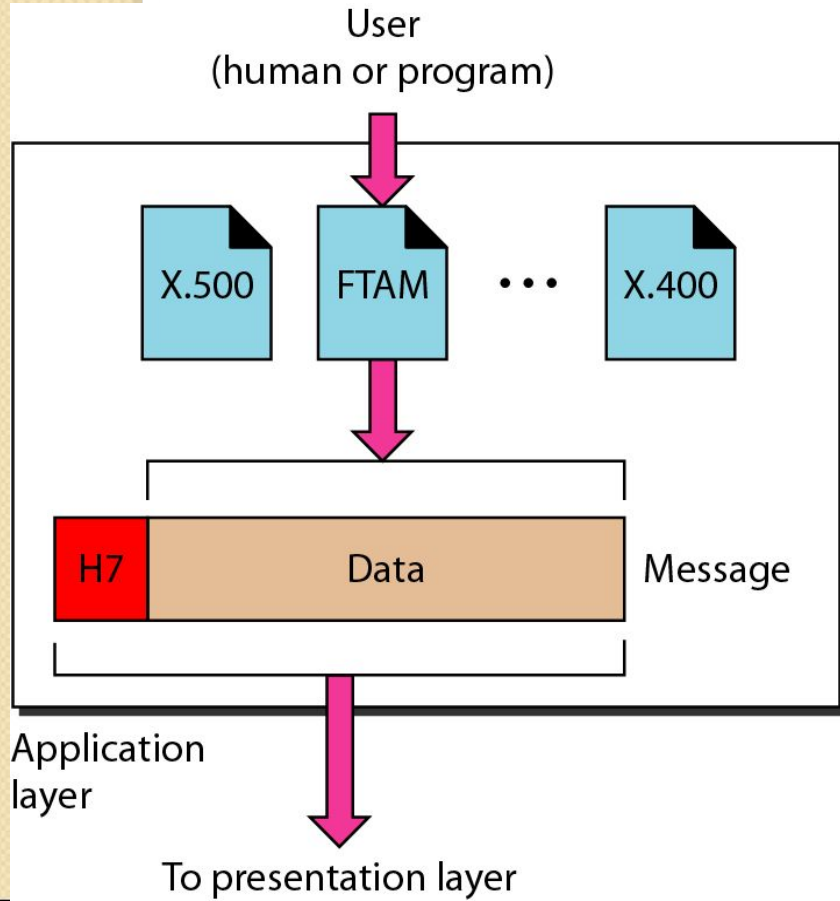 User
(human or program)
X.500 FTAM ... X.400
H7 Data Message
Application
layer
To presentation layer